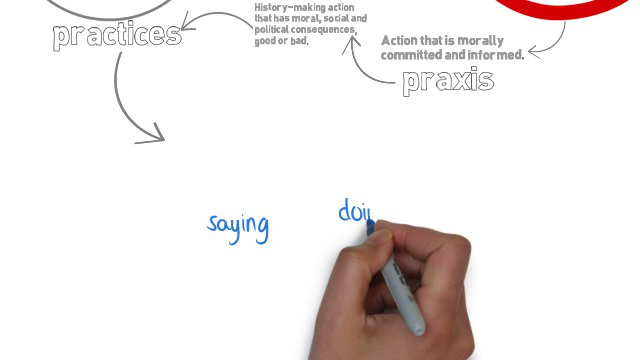 History-making action
that has moral, social and
political consequences,
good or bad.
practices
Action that is morally
committed and informed.
praxis
saying
doi